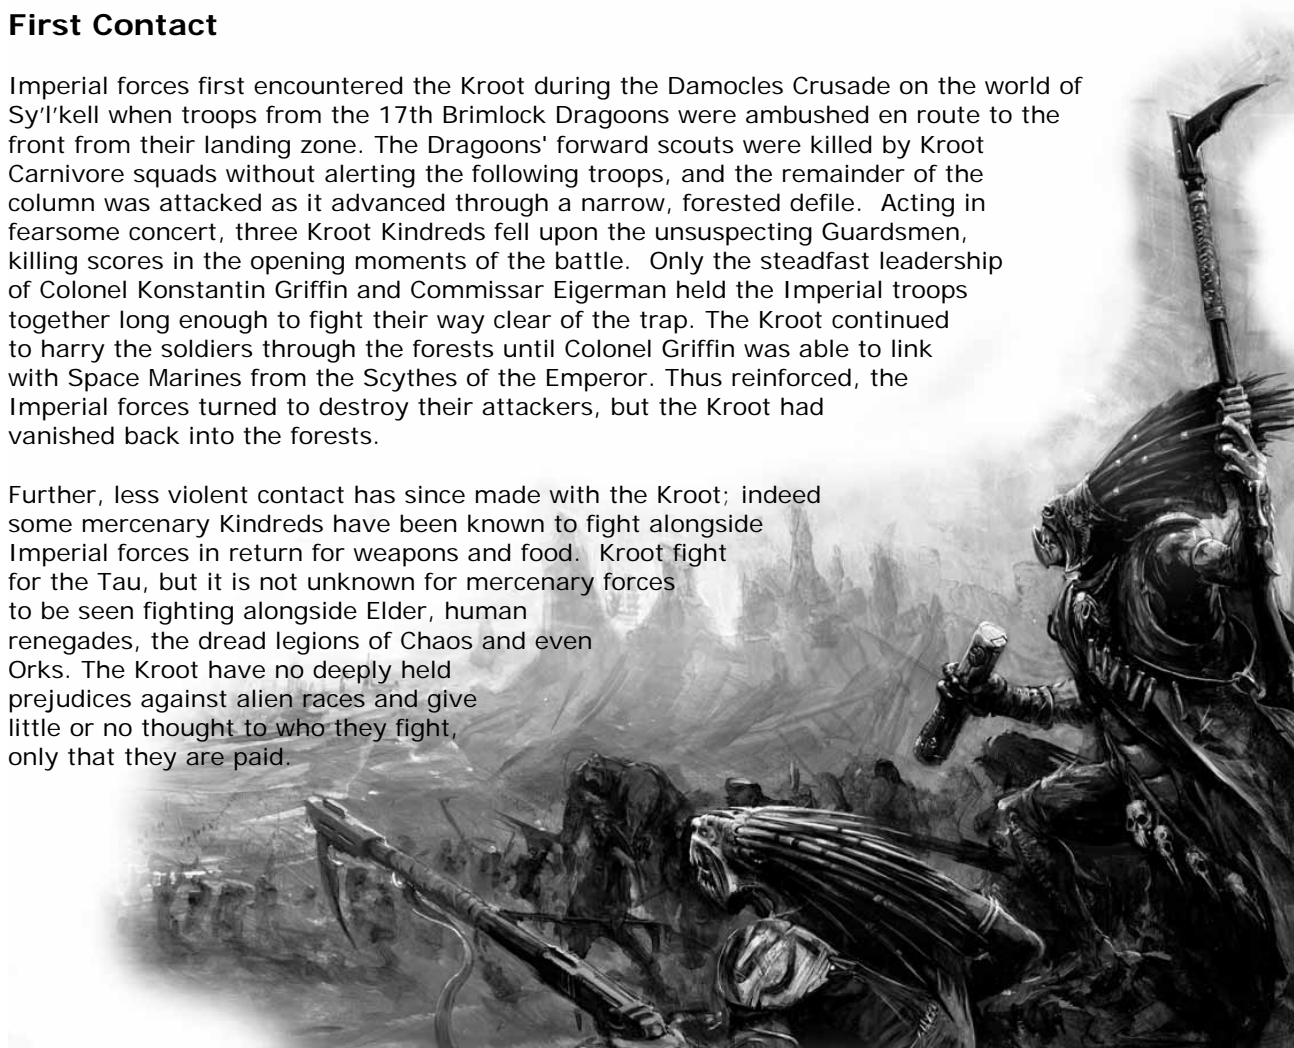 First Contact
Imperial forces first encountered the Kroot during the Damocles Crusade on the world of
Sy'l'kell when troops from the 17th Brimlock Dragoons were ambushed en route to the
front from their landing zone. The Dragoons' forward scouts were killed by Kroot
Carnivore squads without alerting the following troops, and the remainder of the
column was attacked as it advanced through a narrow, forested defile.  Acting in
fearsome concert, three Kroot Kindreds fell upon the unsuspecting Guardsmen,
killing scores in the opening moments of the battle.  Only the steadfast leadership
of Colonel Konstantin Griffin and Commissar Eigerman held the Imperial troops
together long enough to fight their way clear of the trap. The Kroot continued
to harry the soldiers through the forests until Colonel Griffin was able to link
with Space Marines from the Scythes of the Emperor. Thus reinforced, the
Imperial forces turned to destroy their attackers, but the Kroot had
vanished back into the forests.
Further, less violent contact has since made with the Kroot; indeed
some mercenary Kindreds have been known to fight alongside
Imperial forces in return for weapons and food.  Kroot fight
for the Tau, but it is not unknown for mercenary forces
to be seen fighting alongside Elder, human
renegades, the dread legions of Chaos and even
Orks. The Kroot have no deeply held
prejudices against alien races and give
little or no thought to who they fight,
only that they are paid.